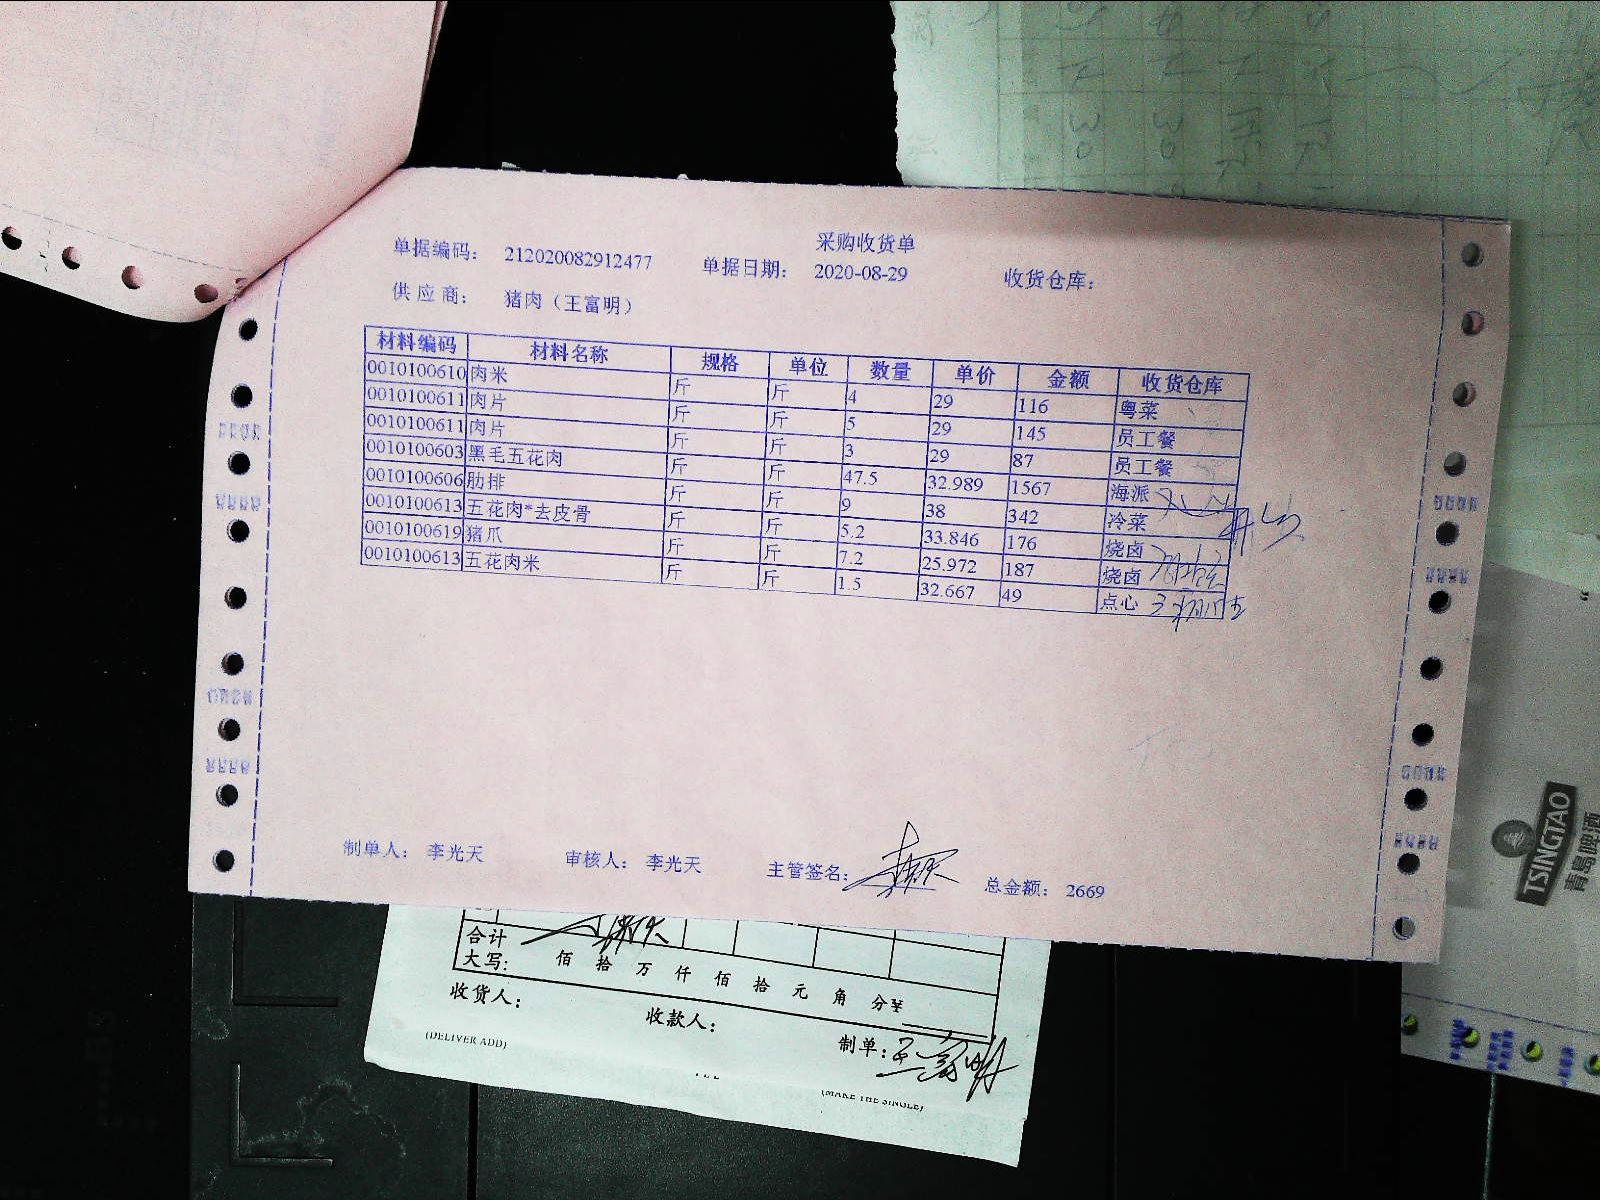 采购收货单
单据编码: 212020082912477 单据日期: 2020-08-29 收货仓库:
供应商: 猪肉（王富明）
材料编码 材料名称 规格 单位 数量 单价 金额 收货仓库
0010100610 肉米 斤 斤 4 29 116 粤菜
0010100611 肉片 斤 斤 5 29 145 员工餐
0010100611 肉片 斤 斤 3 29 87 员工餐
0010100603 黑毛五花肉 斤 斤 47.5 32.989 1567 海派
0010100606 肋排 斤 斤 9 38 342 冷菜
0010100613 五花肉*去皮骨 斤 斤 5.2 33.846 176 烧卤
0010100619 猪爪 斤 斤 7.2 25.972 187 烧卤
0010100613 五花肉米 斤 斤 1.5 32.667 49 点心
制单人: 李光天 审核人: 李光天 主管签名: 总金额: 2669
合计
大写: 佰 拾 万 仟 佰 拾 元 角 分¥
收货人: 收款人: 制单: 王富明
(DELIVER ADD)
(MAKE THE SINGLE)
TSINGTAO
青島啤酒